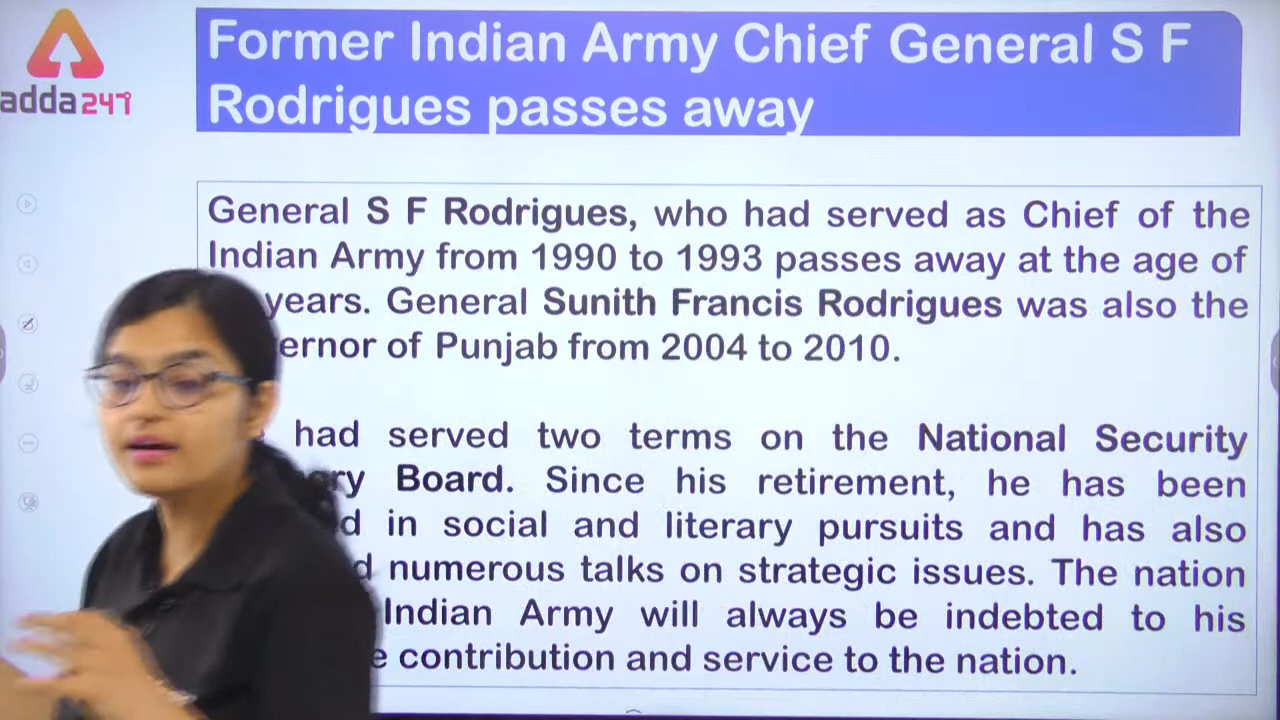 adda247
Former Indian Army Chief General S F
Rodrigues passes away
General S F Rodrigues, who had served as Chief of the
Indian Army from 1990 to 1993 passes away at the age of
years. General Sunith Francis Rodrigues was also the
ernor of Punjab from 2004 to 2010.
had served two terms on the National Security
ry Board. Since his retirement, he has been
d in social and literary pursuits and has also
d numerous talks on strategic issues. The nation
Indian Army will always be indebted to his
e contribution and service to the nation.